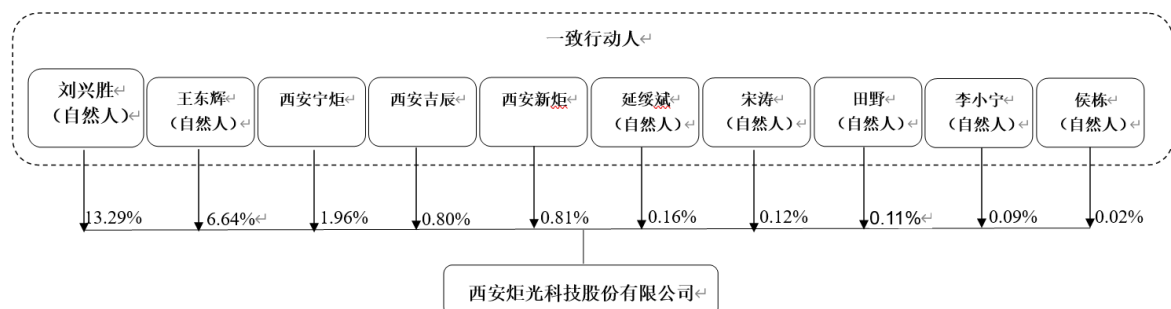 一致行动人
刘兴胜
（自然人）
王东辉
（自然人）
西安宁炬
西安吉辰
西安新炬
延绥斌
（自然人）
宋涛
（自然人）
田野
（自然人）
李小宁
（自然人）
侯栋
（自然人）
13.29%
6.64%
1.96%
0.80%
0.81%
0.16%
0.12%
0.11%
0.09%
0.02%
西安炬光科技股份有限公司